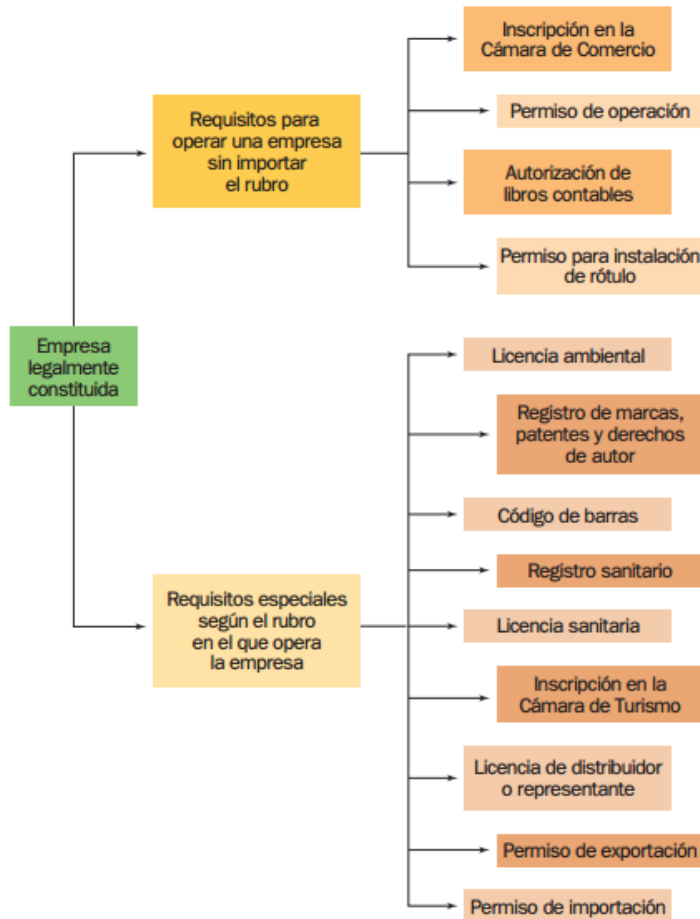 Inscripción en la
Cámara de Comercio
Requisitos para
operar una empresa
sin importar
el rubro
Permiso de operación
Autorización de
libros contables
Permiso para instalación
de rótulo
Empresa
legalmente
constituida
Licencia ambiental
Registro de marcas,
patentes y derechos
de autor
Código de barras
Registro sanitario
Requisitos especiales
según el rubro
en el que opera
la empresa
Licencia sanitaria
Inscripción en la
Cámara de Turismo
Licencia de distribuidor
o representante
Permiso de exportación
Permiso de importación